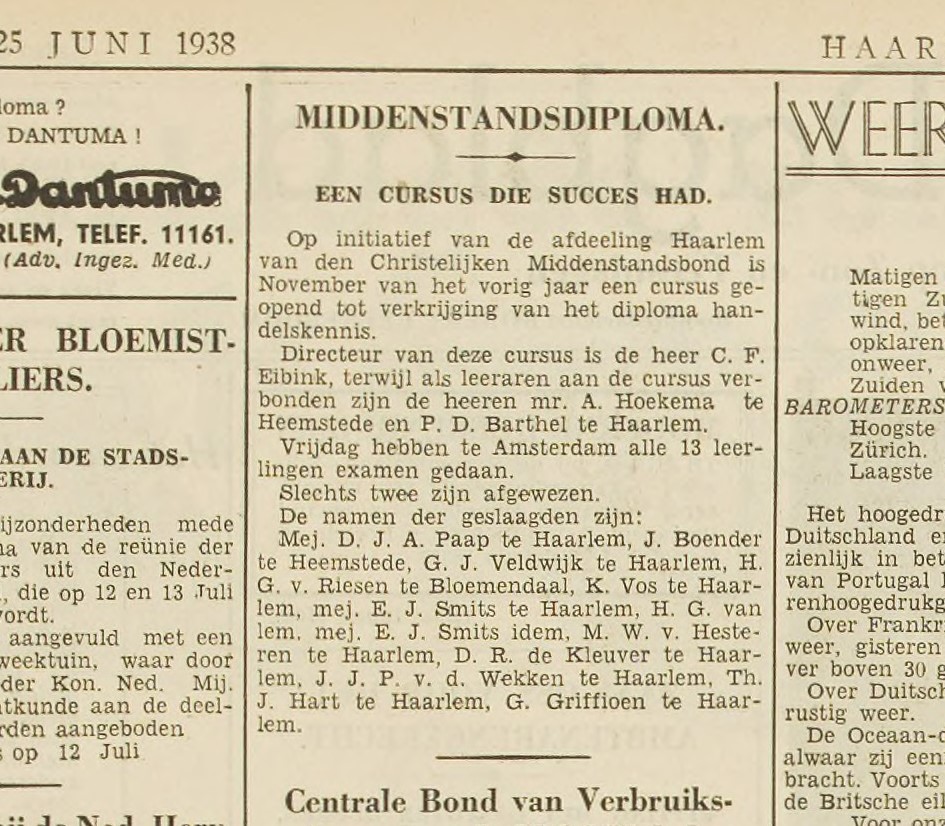 25 JUNI 1938
HAAR
loma ?
DANTUMA !
Dantuma
RLEM, TELEF. 11161.
(Adv. Ingez. Med.)
ER BLOEMIST-
LIERS.
AAN DE STADS-
ERIJ.
ijzonderheden mede
na van de reünie der
rs uit den Neder-
, die op 12 en 13 Juli
vordt.
aangevuld met een
weektuin, waar door
der Kon. Ned. Mij.
ntkunde aan de deel-
rden aangeboden
s op 12 Juli
MIDDENSTANDSDIPLOMA.
EEN CURSUS DIE SUCCES HAD.
Op initiatief van de afdeeling Haarlem
van den Christelijken Middenstandsbond is
November van het vorig jaar een cursus ge-
opend tot verkrijging van het diploma han-
delskennis.
Directeur van deze cursus is de heer C. F.
Eibink, terwijl als leeraren aan de cursus ver-
bonden zijn de heeren mr. A. Hoekema te
Heemstede en P. D. Barthel te Haarlem.
Vrijdag hebben te Amsterdam alle 13 leer-
lingen examen gedaan.
Slechts twee zijn afgewezen.
De namen der geslaagden zijn:
Mej. D. J. A. Paap te Haarlem, J. Boender
te Heemstede, G. J. Veldwijk te Haarlem, H.
G. v. Riesen te Bloemendaal, K. Vos te Haar-
lem, mej. E. J. Smits te Haarlem, H. G. van
lem. mej. E. J. Smits idem, M. W. v. Heste-
ren te Haarlem, D. R. de Kleuver te Haar-
lem, J. J. P. v. d. Wekken te Haarlem, Th.
J. Hart te Haarlem, G. Griffioen te Haar-
lem.
Centrale Bond van Verbruiks-
WEER
Matigen
tigen Zu
wind, bet
opklaren
onweer,
Zuiden v
BAROMETERS
Hoogste
Zürich.
Laagste
Het hoogedr
Duitschland en
zienlijk in bet
van Portugal
renhoogedrukg
Over Frankri
weer, gisteren
ver boven 30 g
Over Duitsch
rustig weer.
De Oceaan-d
alwaar zij een
bracht. Voorts
de Britsche eil